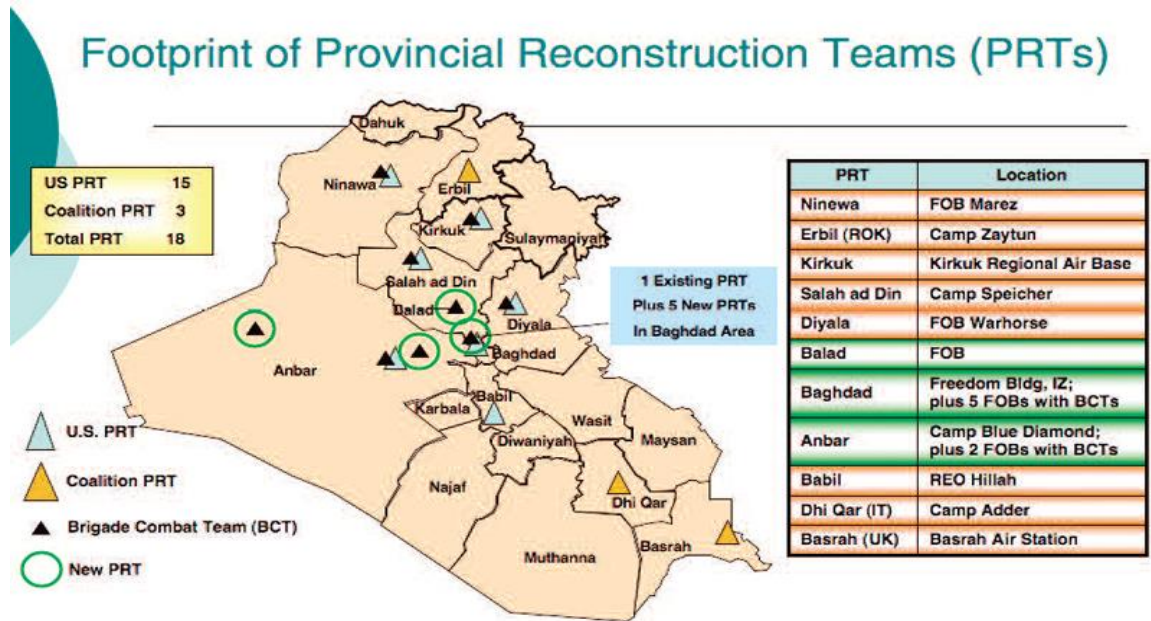 Footprint of Provincial Reconstruction Teams (PRTs)
US PRT 15
Coalition PRT 3
Total PRT 18
Dahuk
Ninawa
Erbil
Kirkuk
Sulaymaniyah
Salah ad Din
Balad
Diyala
Baghdad
Anbar
Karbala
Babil
Wasit
Diwaniyah
Maysan
Najaf
Dhi Qar
Muthanna
Basrah
1 Existing PRT
Plus 5 New PRTs
In Baghdad Area
U.S. PRT
Coalition PRT
Brigade Combat Team (BCT)
New PRT
PRT Location
Ninewa FOB Marez
Erbil (ROK) Camp Zaytun
Kirkuk Kirkuk Regional Air Base
Salah ad Din Camp Speicher
Diyala FOB Warhorse
Balad FOB
Baghdad Freedom Bldg, IZ;
plus 5 FOBs with BCTs
Anbar Camp Blue Diamond;
plus 2 FOBs with BCTs
Babil REO Hillah
Dhi Qar (IT) Camp Adder
Basrah (UK) Basrah Air Station